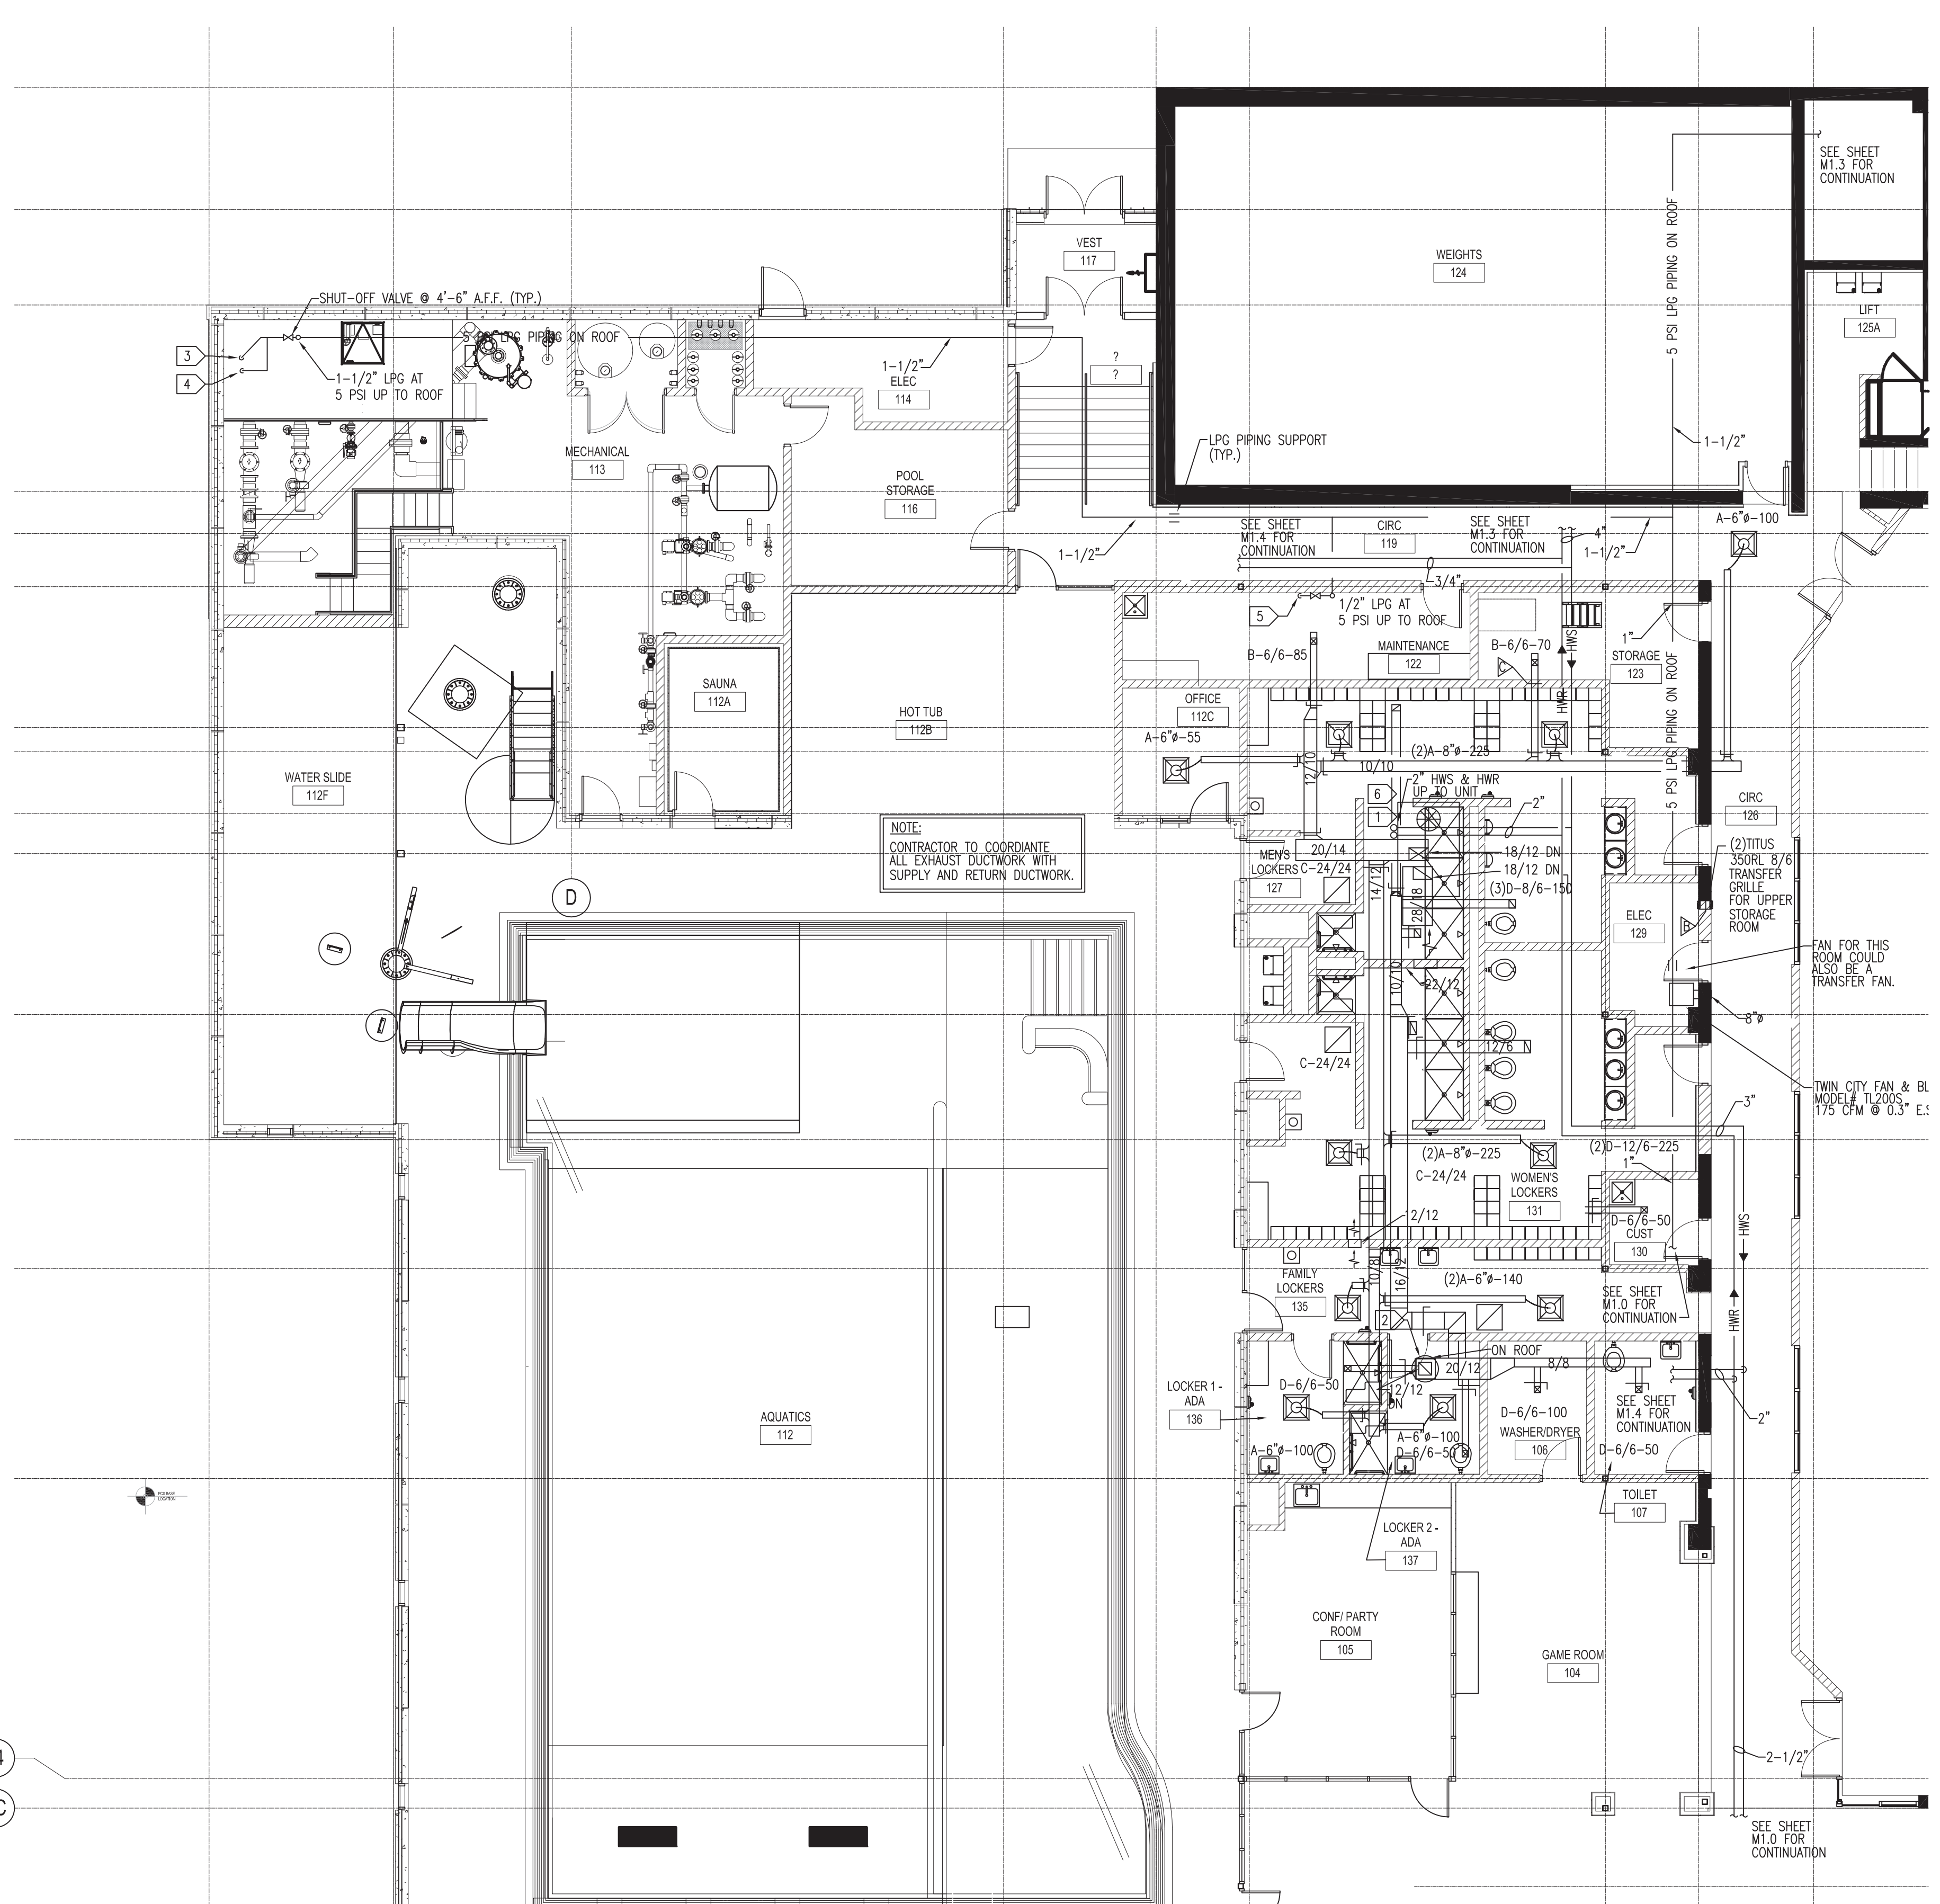 SEE SHEET
M1.3 FOR
CONTINUATION
5 PSI LPG PIPING ON ROOF
VEST
117
WEIGHTS
124
LIFT
125A
SHUT-OFF VALVE @ 4'-6" A.F.F. (TYP.)
3
4
1-1/2" LPG AT
5 PSI UP TO ROOF
5 PSI LPG PIPING ON ROOF
1-1/2"
ELEC
114
?
?
MECHANICAL
113
POOL
STORAGE
116
LPG PIPING SUPPORT
(TYP.)
1-1/2"
1-1/2"
SEE SHEET
M1.4 FOR
CONTINUATION
CIRC
119
SEE SHEET
M1.3 FOR
CONTINUATION
4"
1-1/2"
A-6"ø-100
3/4"
5
1/2" LPG AT
5 PSI UP TO ROOF
B-6/6-85
MAINTENANCE
122
B-6/6-70
HWS
HWR
1"
STORAGE
123
5 PSI LPG PIPING ON ROOF
SAUNA
112A
HOT TUB
112B
OFFICE
112C
A-6"ø-55
(2)A-8"ø-225
12/10
10/10
2" HWS & HWR
UP TO UNIT
6
1
2"
WATER SLIDE
112F
NOTE:
CONTRACTOR TO COORDIANTE
ALL EXHAUST DUCTWORK WITH
SUPPLY AND RETURN DUCTWORK.
D
20/14
MEN'S
LOCKERS
127
C-24/24
14/12
18/12 DN
18/12 DN
(3)D-8/6-150
28/18
CIRC
126
(2)TITUS
350RL 8/6
TRANSFER
GRILLE
FOR UPPER
STORAGE
ROOM
ELEC
129
FAN FOR THIS
ROOM COULD
ALSO BE A
TRANSFER FAN.
10/10
22/12
8"ø
C-24/24
12/6
TWIN CITY FAN & BL
MODEL# TL200S
175 CFM @ 0.3" E.S
3"
(2)A-8"ø-225
(2)D-12/6-225
1"
C-24/24
WOMEN'S
LOCKERS
131
12/12
D-6/6-50
CUST
130
HWS
HWR
FAMILY
LOCKERS
135
10/8
16/12
(2)A-6"ø-140
SEE SHEET
M1.0 FOR
CONTINUATION
2
ON ROOF
20/12
8/8
LOCKER 1 -
ADA
136
D-6/6-50
12/12
DN
D-6/6-100
WASHER/DRYER
106
SEE SHEET
M1.4 FOR
CONTINUATION
2"
A-6"ø-100
A-6"ø-100
D-6/6-50
D-6/6-50
AQUATICS
112
PCS BASE
LOCATION
TOILET
107
LOCKER 2 -
ADA
137
CONF/ PARTY
ROOM
105
GAME ROOM
104
4
C
2-1/2"
SEE SHEET
M1.0 FOR
CONTINUATION